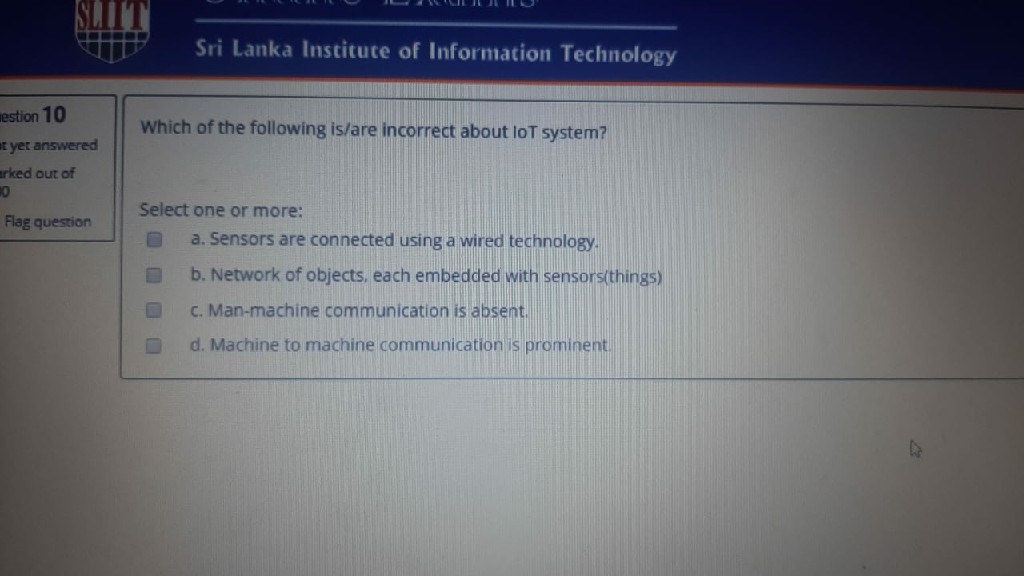 SLIIT
Sri Lanka Institute of Information Technology
estion 10
t yet answered
rked out of
Flag question
Which of the following is/are incorrect about IoT system?
Select one or more:
a. Sensors are connected using a wired technology.
b. Network of objects, each embedded with sensors(things)
c. Man-machine communication is absent.
d. Machine to machine communication is prominent.